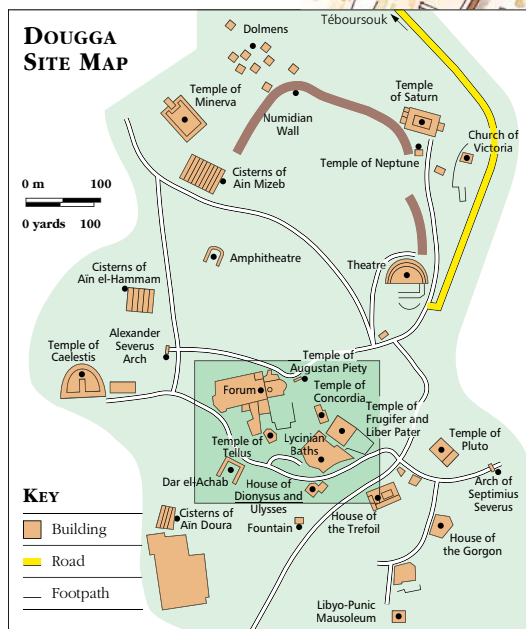 DOUGGA
SITE MAP
Téboursouk
Dolmens
Temple of
Minerva
Numidian
Wall
Temple
of Saturn
Church of
Victoria
Temple of Neptune
Cisterns of
Ain Mizeb
0 m 100
0 yards 100
Amphitheatre
Theatre
Cisterns of
Aïn el-Hammam
Alexander
Severus
Arch
Temple of
Caelestis
Temple of
Augustan Piety
Forum
Temple of
Concordia
Temple of
Frugifer and
Liber Pater
Temple of
Tellus
Lycinian
Baths
Temple of
Pluto
Dar el-Achab
House of
Dionysus and
Ulysses
Arch of
Septimius
Severus
KEY
Building
Road
Footpath
Cisterns of
Aïn Doura
Fountain
House of
the Trefoil
House of
the Gorgon
Libyo-Punic
Mausoleum